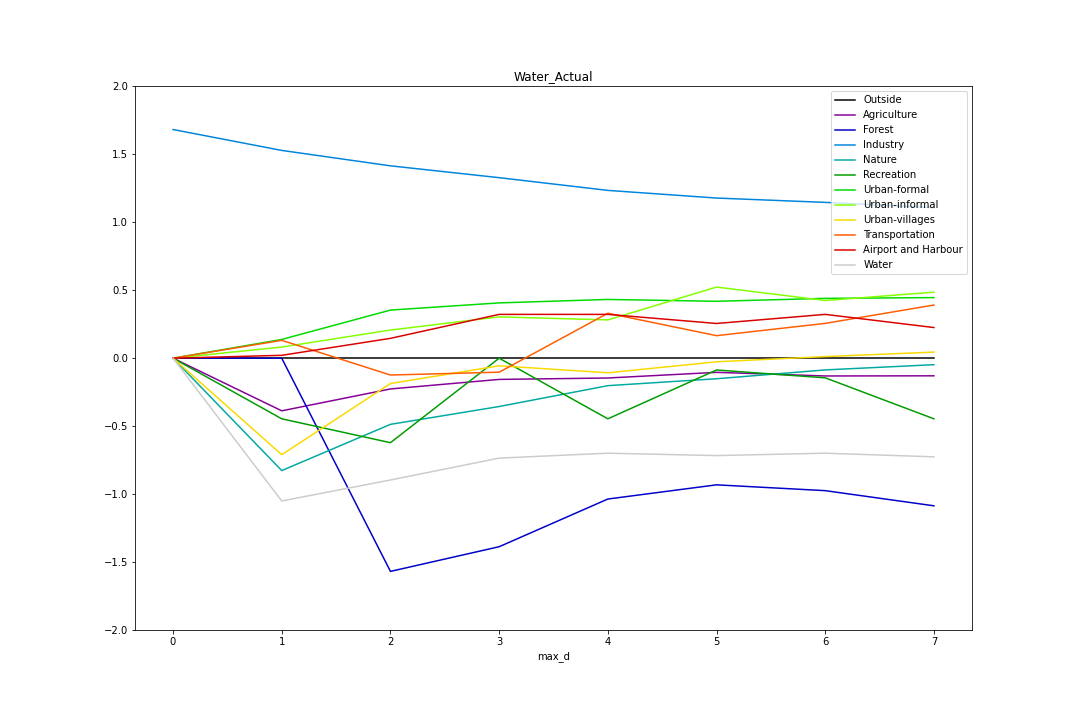 Water_Actual
2.0
1.5
1.0
0.5
0.0
−0.5
−1.0
−1.5
−2.0
Outside
Agriculture
Forest
Industry
Nature
Recreation
Urban-formal
Urban-informal
Urban-villages
Transportation
Airport and Harbour
Water
0 1 2 3 4 5 6 7
max_d